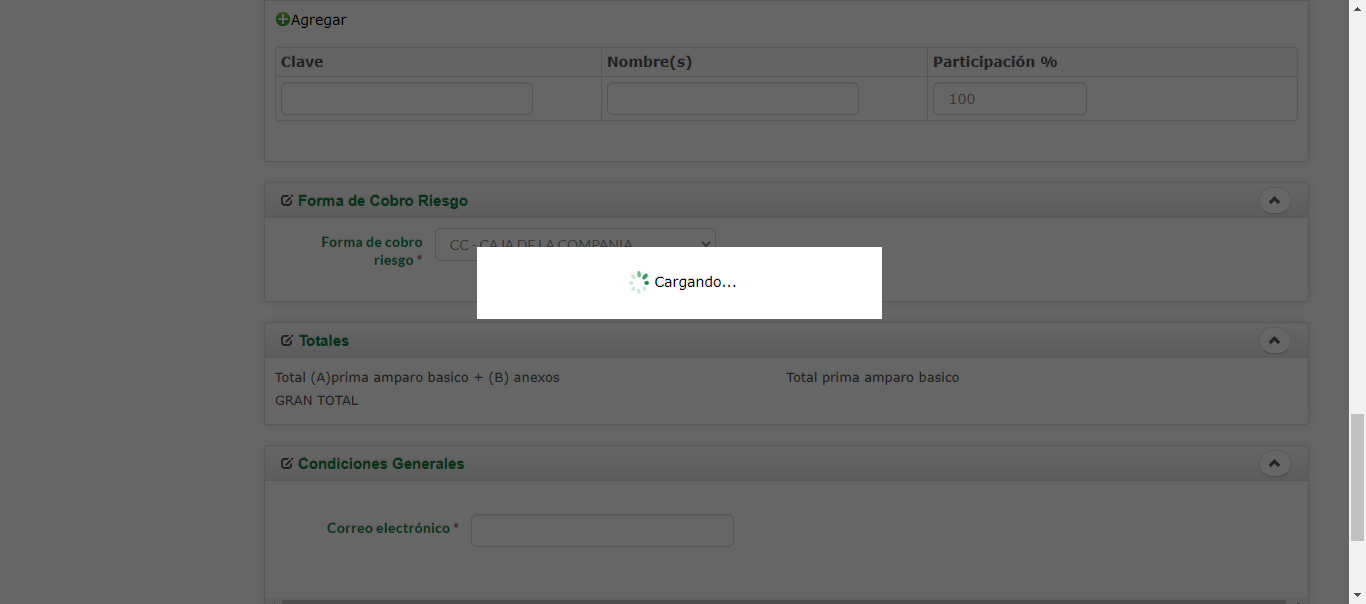 Agregar
Clave Nombre(s) Participación %
100
Forma de Cobro Riesgo
Forma de cobro
riesgo *
CC - CAJA DE LA COMPANIA
Cargando...
Totales
Total (A)prima amparo basico + (B) anexos Total prima amparo basico
GRAN TOTAL
Condiciones Generales
Correo electrónico *